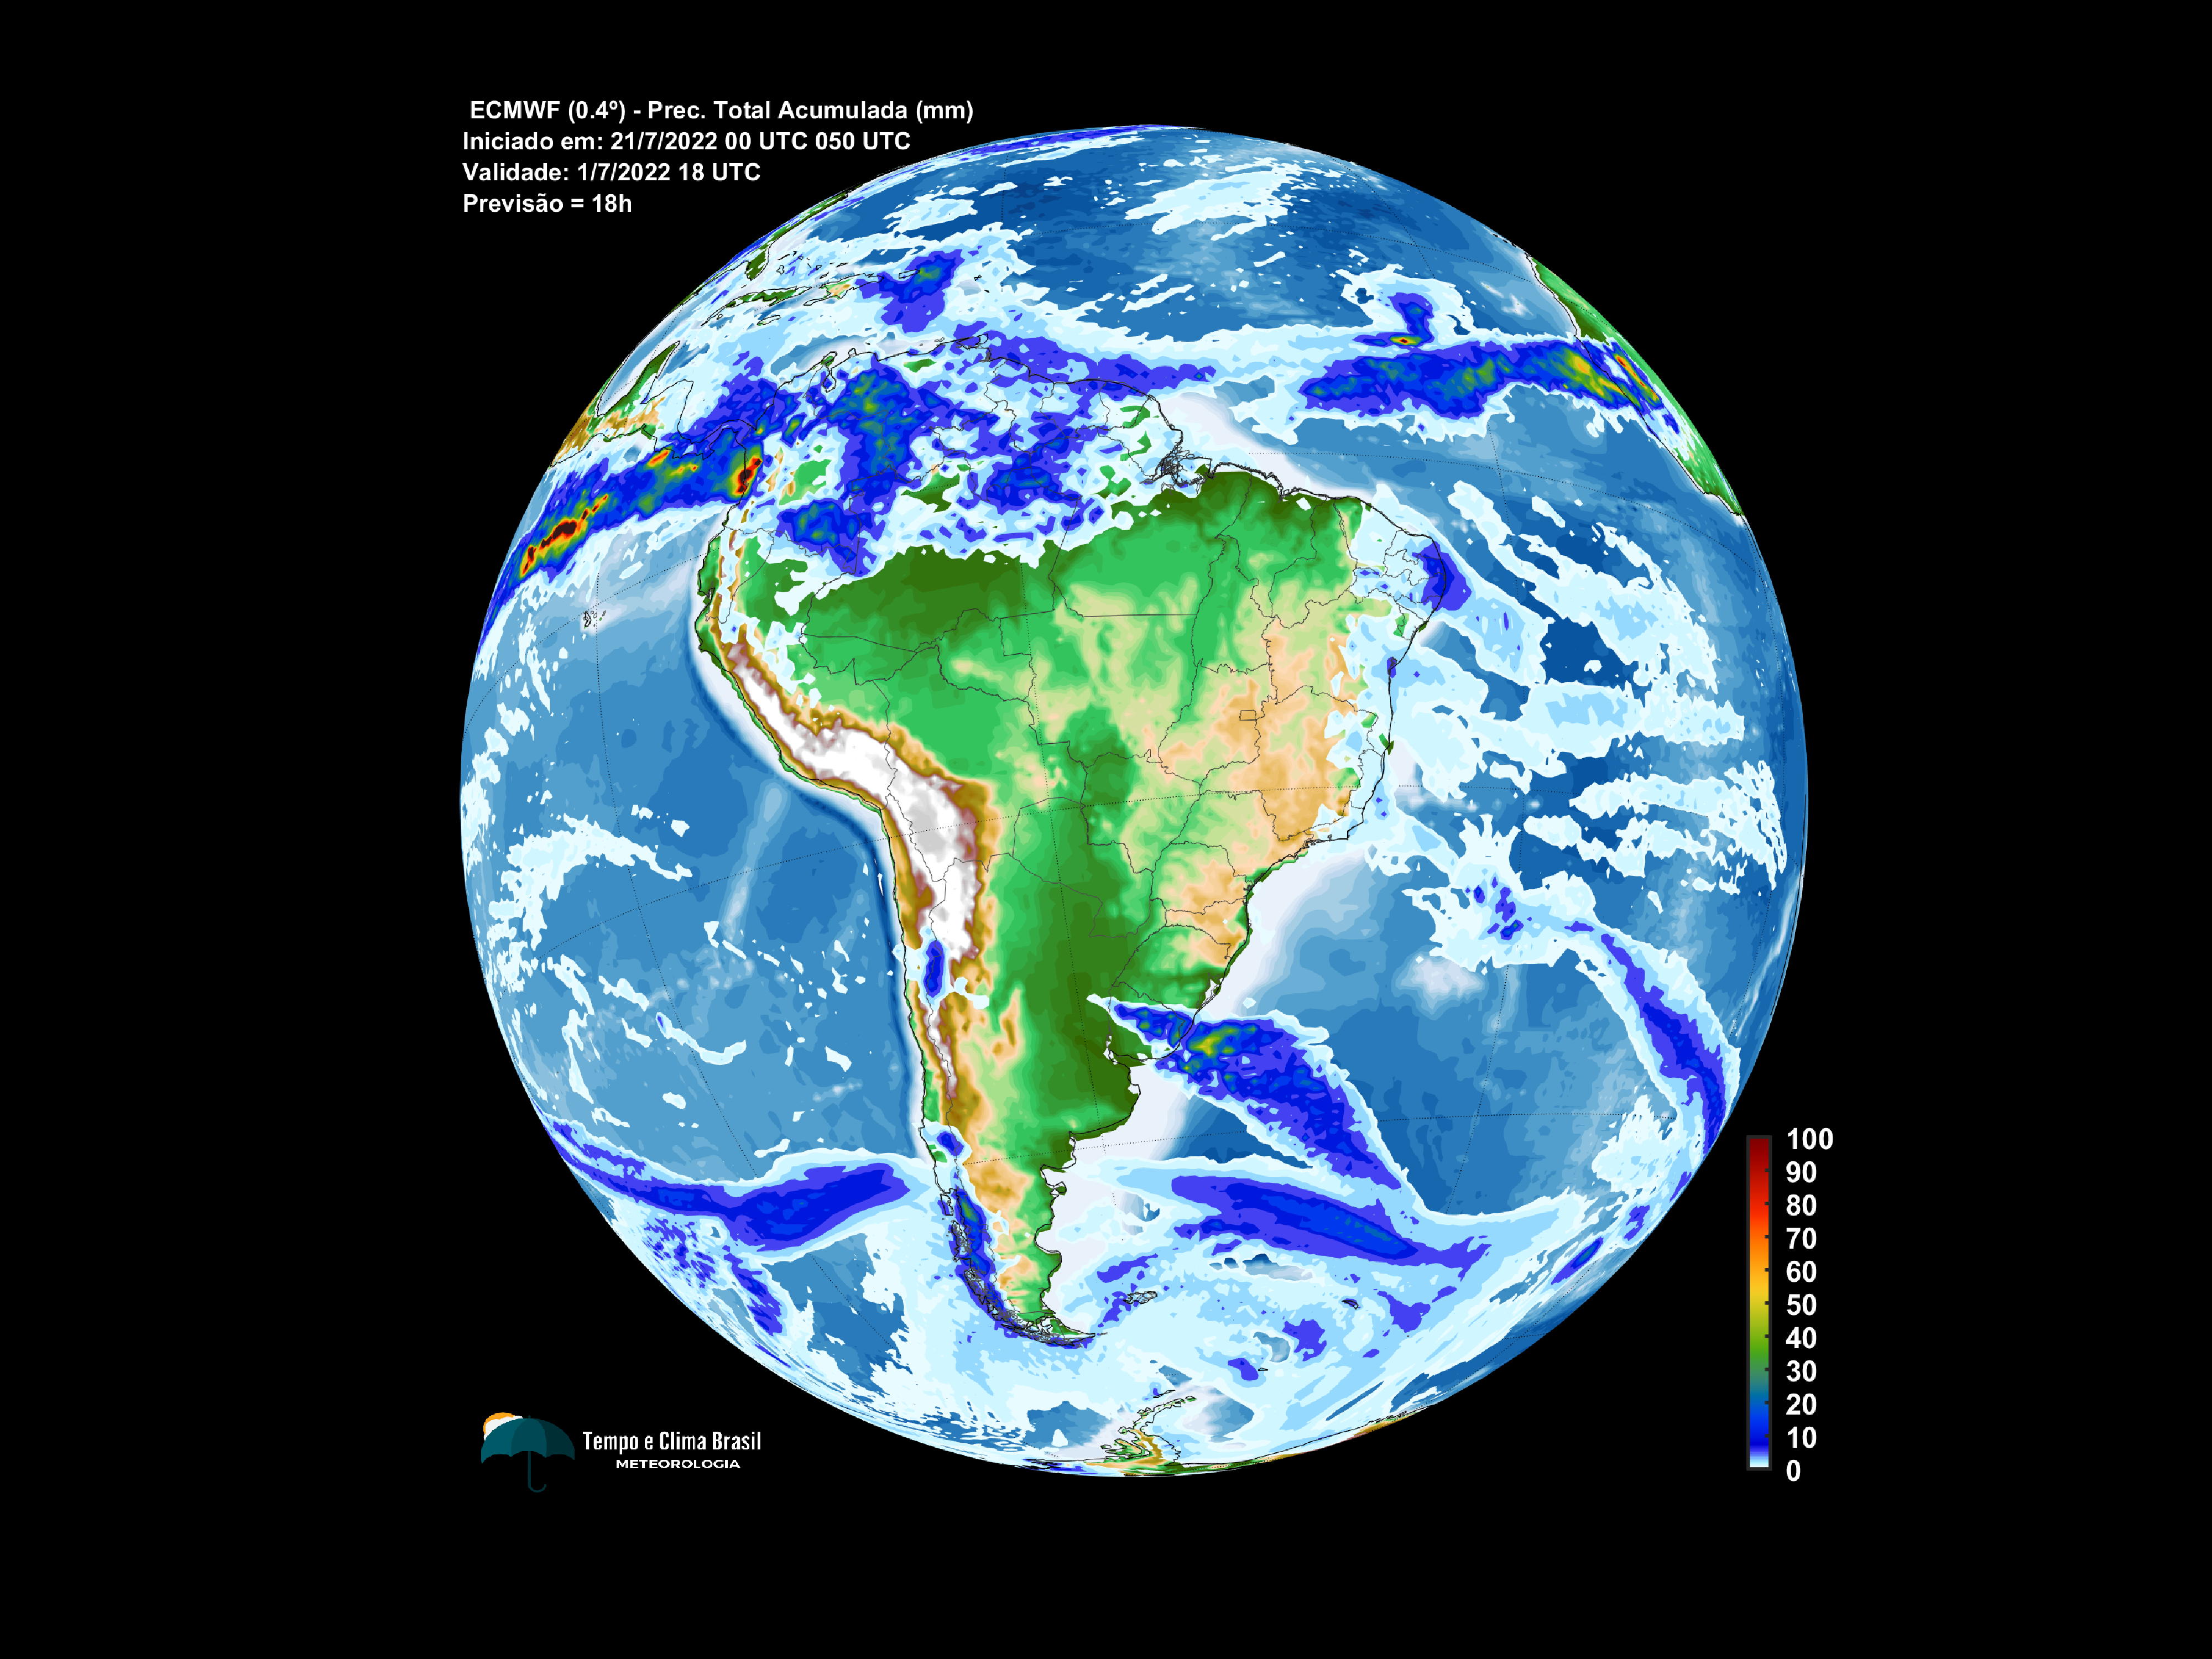 ECMWF (0.4º) - Prec. Total Acumulada (mm)
Iniciado em: 21/7/2022 00 UTC 050 UTC
Validade: 1/7/2022 18 UTC
Previsão = 18h
100
90
80
70
60
50
40
30
20
10
0
Tempo e Clima Brasil
METEOROLOGIA